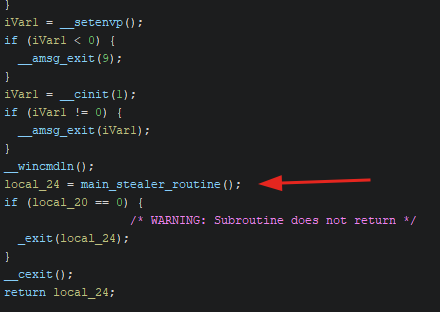 }
iVar1 = __setenvp();
if (iVar1 < 0) {
__amsg_exit(9);
}
iVar1 = __cinit(1);
if (iVar1 != 0) {
__amsg_exit(iVar1);
}
__wincmdln();
local_24 = main_stealer_routine();
if (local_20 == 0) {
/* WARNING: Subroutine does not return */
_exit(local_24);
}
__cexit();
return local_24;